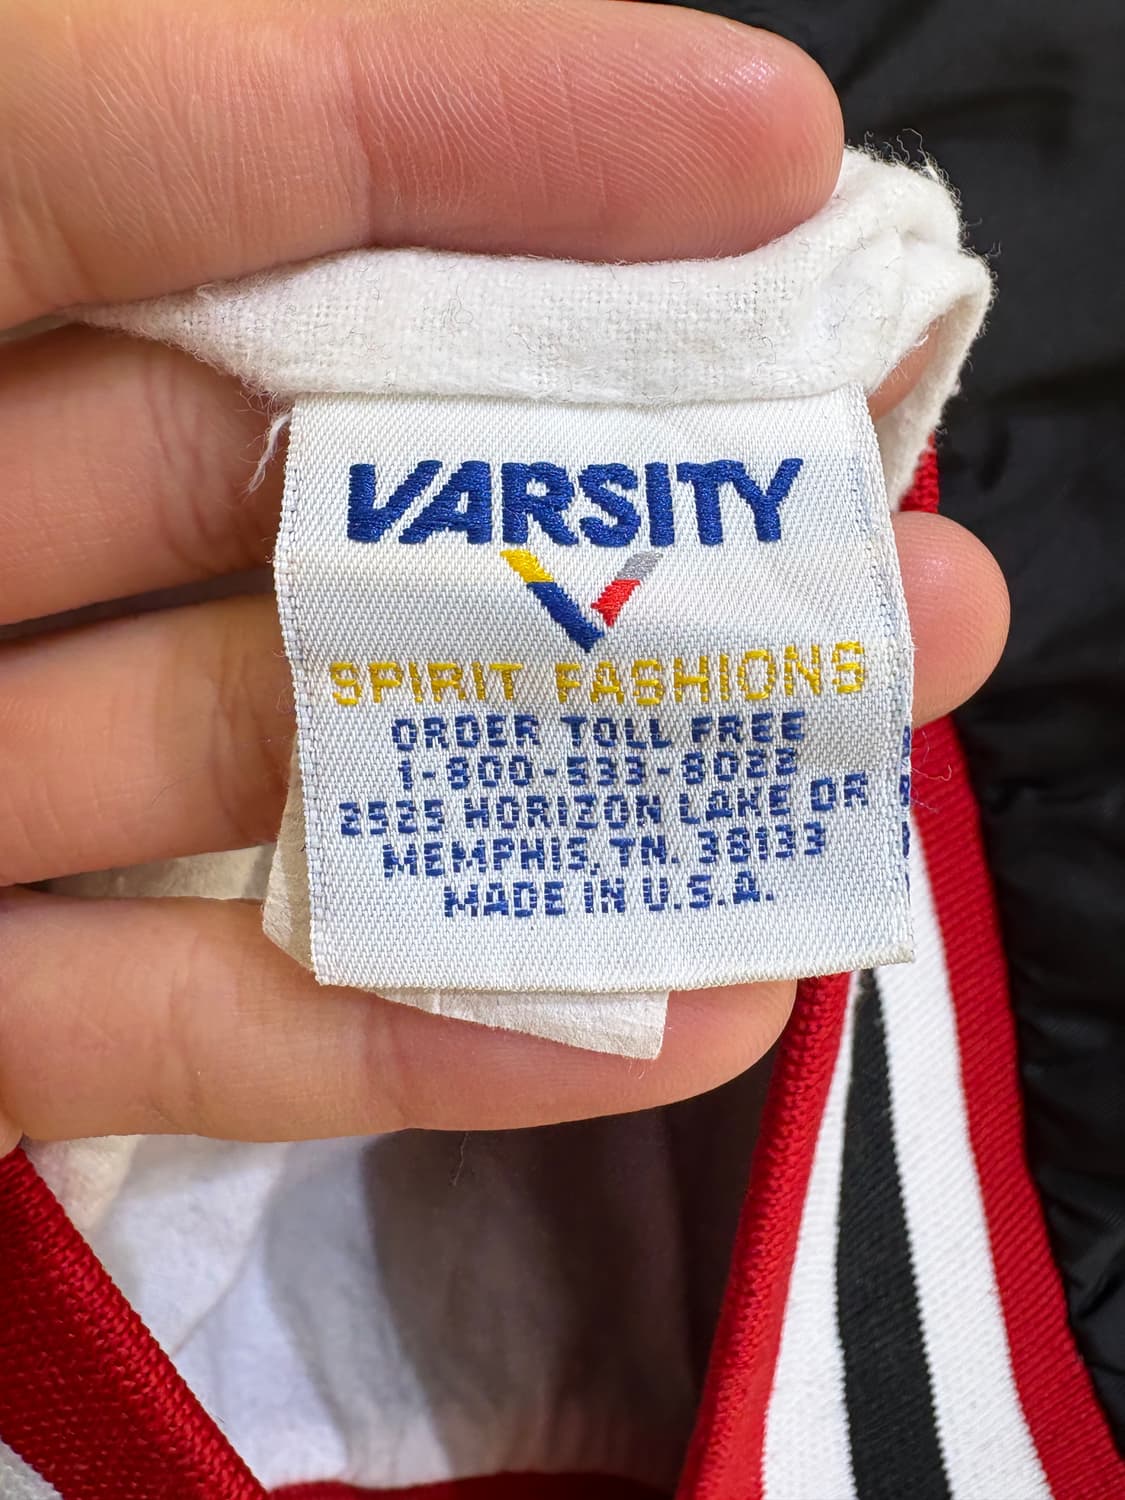 VARSITY
SPIRIT FASHIONS
ORDER TOLL FREE
1-800-533-8022
2525 HORIZON LAKE DR
MEMPHIS, TN. 38133
MADE IN U.S.A.